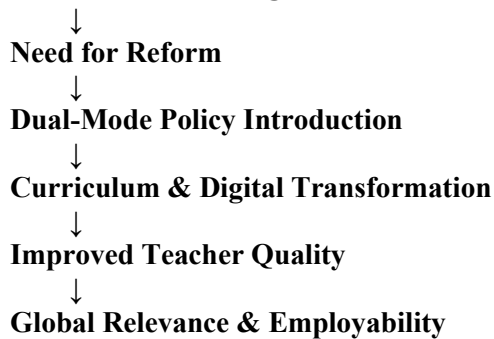 ↓
Need for Reform
↓
Dual-Mode Policy Introduction
↓
Curriculum & Digital Transformation
↓
Improved Teacher Quality
↓
Global Relevance & Employability